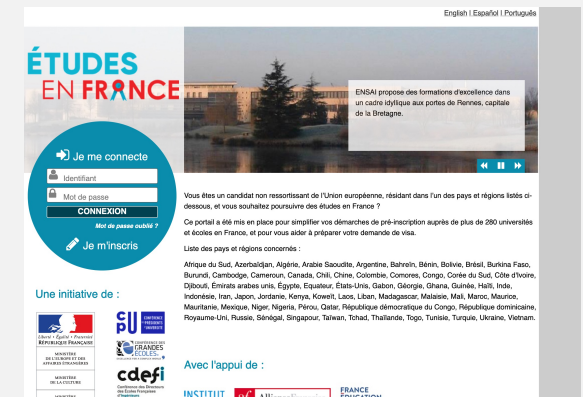 English | Español | Português
ÉTUDES
EN FRANCE
ENSAI propose des formations d'excellence dans
un cadre idyllique aux portes de Rennes, capitale
de la Bretagne.
Je me connecte
Identifiant
Mot de passe
CONNEXION
Mot de passe oublié ?
Je m'inscris
Vous êtes un candidat non ressortissant de l'Union européenne, résidant dans l'un des pays et régions listés ci-
dessous, et vous souhaitez poursuivre des études en France ?
Ce portail a été mis en place pour simplifier vos démarches de pré-inscription auprès de plus de 280 universités
et écoles en France, et pour vous aider à préparer votre demande de visa.
Liste des pays et régions concernés :
Afrique du Sud, Azerbaïdjan, Algérie, Arabie Saoudite, Argentine, Bahreïn, Bénin, Bolivie, Brésil, Burkina Faso,
Burundi, Cambodge, Cameroun, Canada, Chili, Chine, Colombie, Comores, Congo, Corée du Sud, Côte d'Ivoire,
Djibouti, Émirats arabes unis, Égypte, Equateur, États-Unis, Gabon, Géorgie, Ghana, Guinée, Haïti, Inde,
Indonésie, Iran, Japon, Jordanie, Kenya, Koweït, Laos, Liban, Madagascar, Malaisie, Mali, Maroc, Maurice,
Mauritanie, Mexique, Niger, Nigeria, Pérou, Qatar, République démocratique du Congo, République dominicaine,
Royaume-Uni, Russie, Sénégal, Singapour, Taïwan, Tchad, Thaïlande, Togo, Tunisie, Turquie, Ukraine, Vietnam.
Une initiative de :
Liberté • Égalité • Fraternité
RÉPUBLIQUE FRANÇAISE
MINISTÈRE
DE L'EUROPE ET DES
AFFAIRES ÉTRANGÈRES
MINISTÈRE
DE LA CULTURE
MINISTÈRE
CPU
CONFÉRENCE
DES PRÉSIDENTS
D'UNIVERSITÉ
CONFÉRENCE DES
GRANDES
ÉCOLES
cdefi
Conférence des Directeurs
des Écoles Françaises
d'Ingénieurs
Avec l'appui de :
INSTITUT
FRANCE
ÉDUCATION